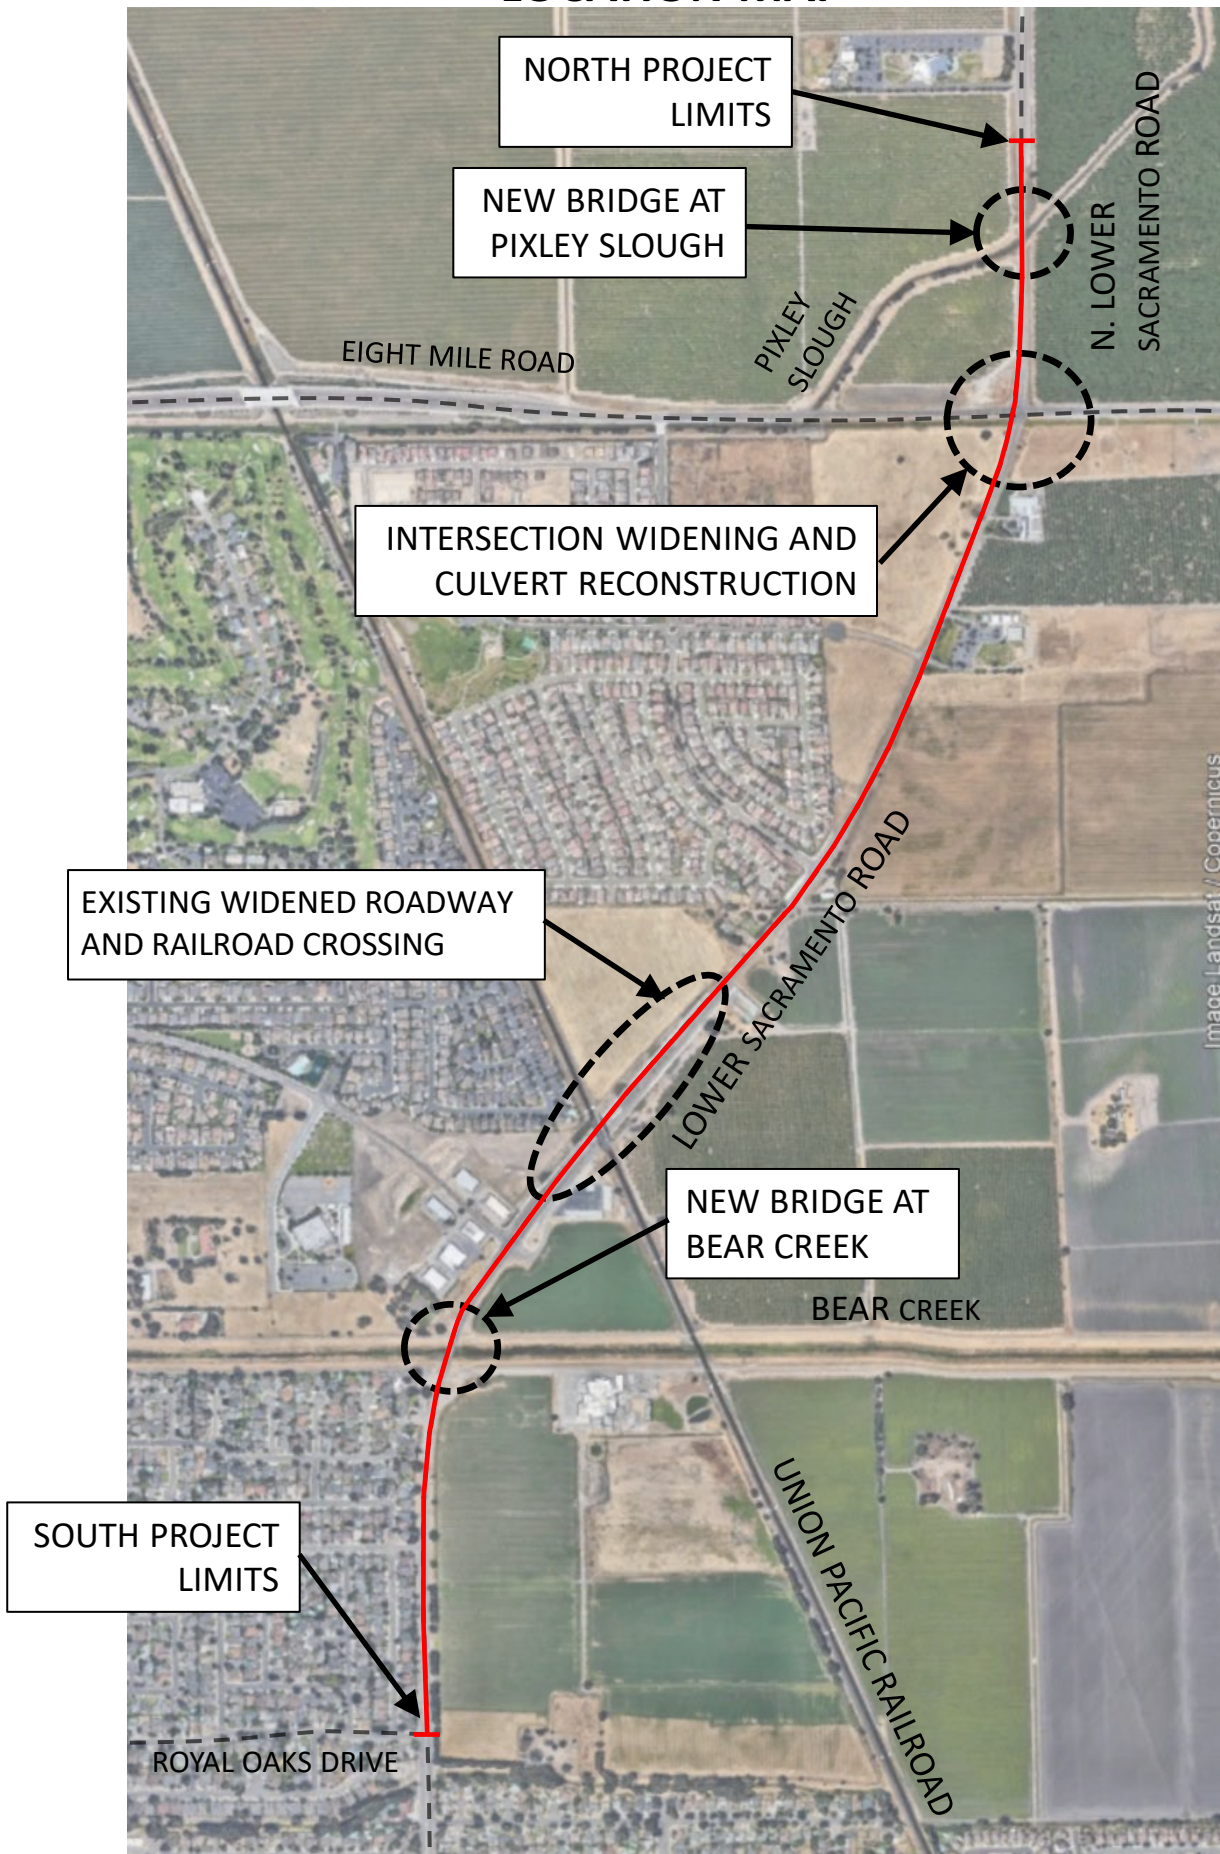 LOCATION MAP
NORTH PROJECT
LIMITS
NEW BRIDGE AT
PIXLEY SLOUGH
N. LOWER
SACRAMENTO ROAD
PIXLEY
SLOUGH
EIGHT MILE ROAD
INTERSECTION WIDENING AND
CULVERT RECONSTRUCTION
Image Landsat / Copernicus
LOWER SACRAMENTO ROAD
EXISTING WIDENED ROADWAY
AND RAILROAD CROSSING
NEW BRIDGE AT
BEAR CREEK
BEAR CREEK
UNION PACIFIC RAILROAD
SOUTH PROJECT
LIMITS
ROYAL OAKS DRIVE